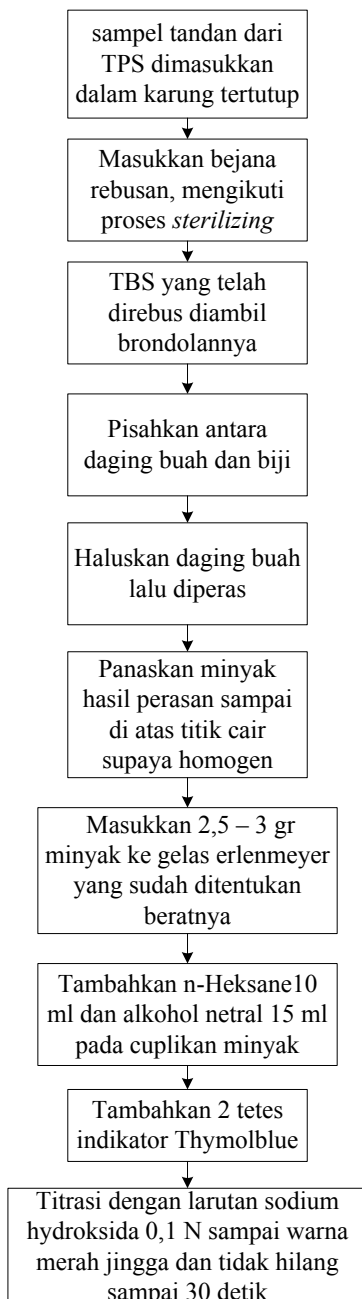 sampel tandan dari
TPS dimasukkan
dalam karung tertutup
Masukkan bejana
rebusan, mengikuti
proses sterilizing
TBS yang telah
direbus diambil
brondolannya
Pisahkan antara
daging buah dan biji
Haluskan daging buah
lalu diperas
Panaskan minyak
hasil perasan sampai
di atas titik cair
supaya homogen
Masukkan 2,5 – 3 gr
minyak ke gelas erlenmeyer
yang sudah ditentukan
beratnya
Tambahkan n-Heksane10
ml dan alkohol netral 15 ml
pada cuplikan minyak
Tambahkan 2 tetes
indikator Thymolblue
Titrasi dengan larutan sodium
hydroksida 0,1 N sampai warna
merah jingga dan tidak hilang
sampai 30 detik